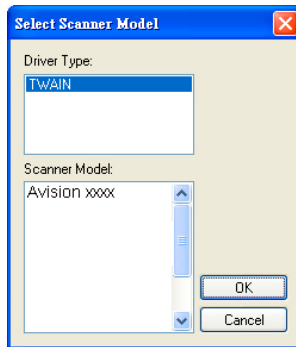 Select Scanner Model
Driver Type:
TWAIN
Scanner Model:
Avision xxxx
OK
Cancel